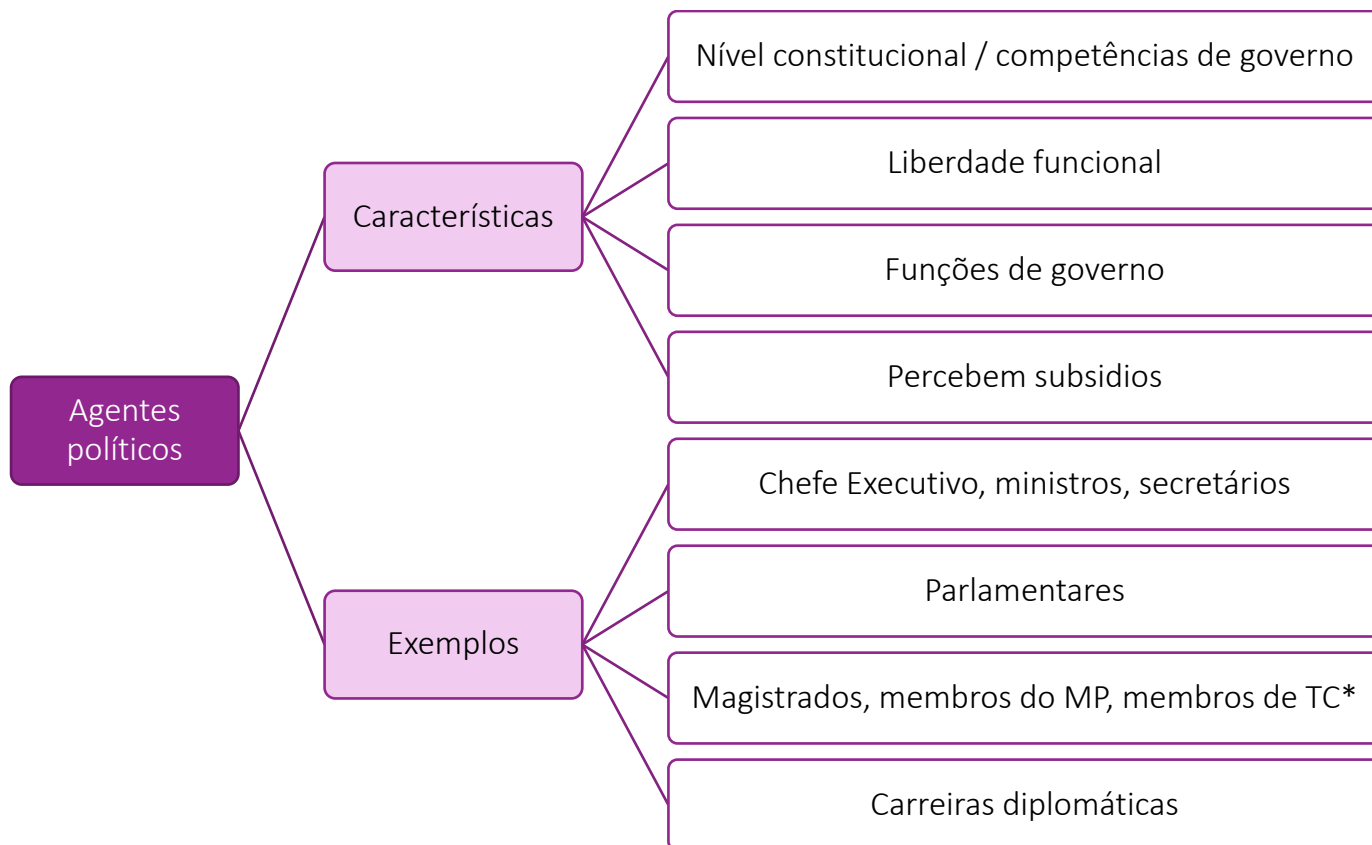 Agentes
políticos
Característícas
Nível constitucional / competências de governo
Liberdade funcional
Funções de governo
Percebem subsidios
Exemplos
Chefe Executivo, ministros, secretários
Parlamentares
Magistrados, membros do MP, membros de TC*
Carreiras diplomáticas